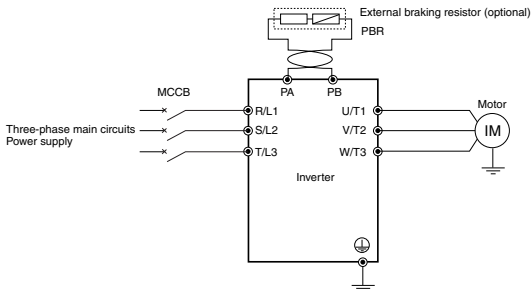 External braking resistor (optional)
PBR
PA
PB
MCCB
R/L1
U/T1
Motor
Three-phase main circuits
Power supply
S/L2
V/T2
IM
T/L3
W/T3
Inverter